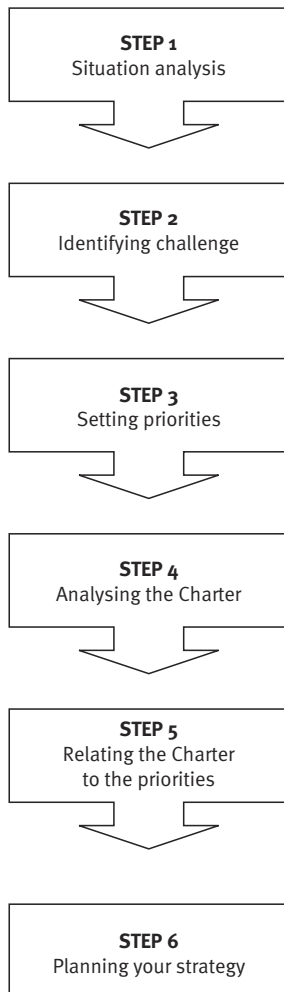 STEP 1
Situation analysis
STEP 2
Identifying challenge
STEP 3
Setting priorities
STEP 4
Analysing the Charter
STEP 5
Relating the Charter
to the priorities
STEP 6
Planning your strategy